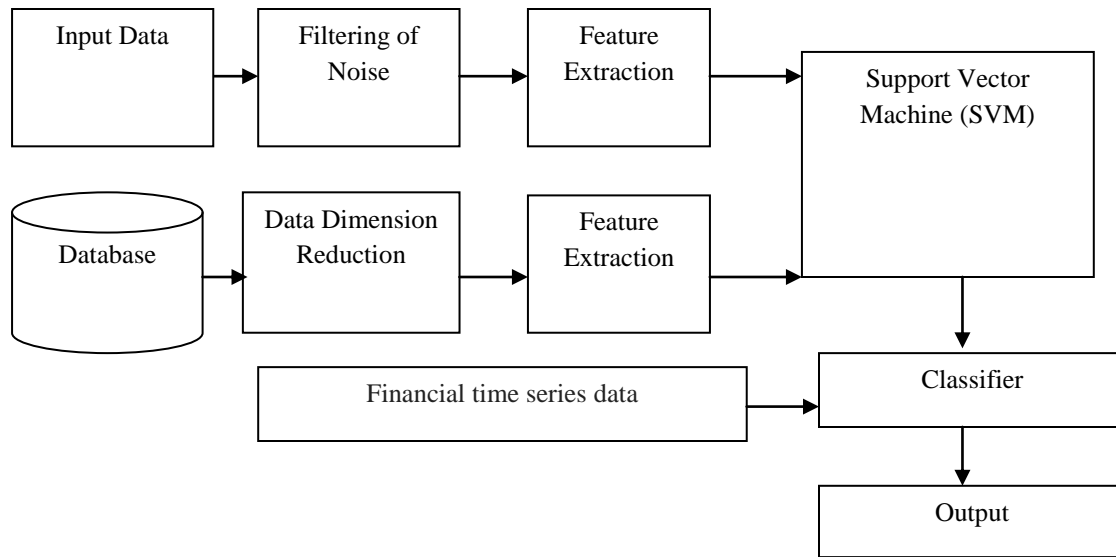 Input Data
Filtering of
Noise
Feature
Extraction
Support Vector
Machine (SVM)
Database
Data Dimension
Reduction
Feature
Extraction
Financial time series data
Classifier
Output